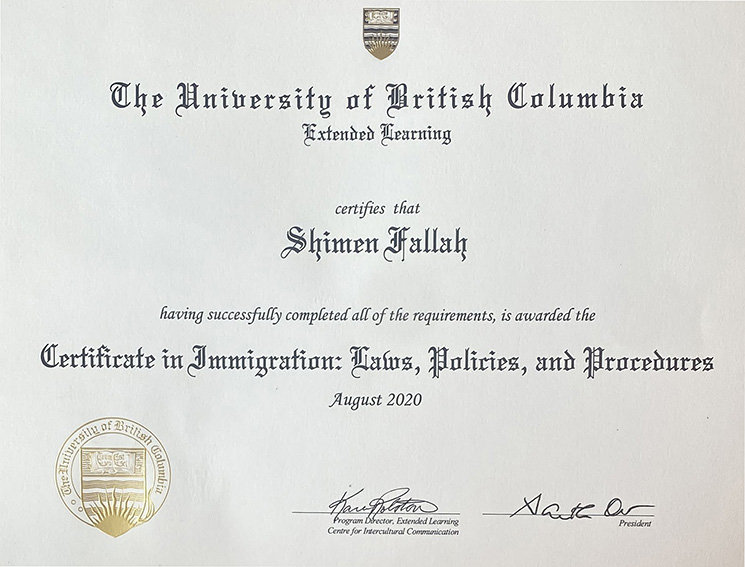 The University of British Columbia
Extended Learning
certifies that
Shimen Fallah
having successfully completed all of the requirements, is awarded the
Certificate in Immigration: Laws, Policies, and Procedures
August 2020
The University of British Columbia
Program Director, Extended Learning
Centre for Intercultural Communication
President